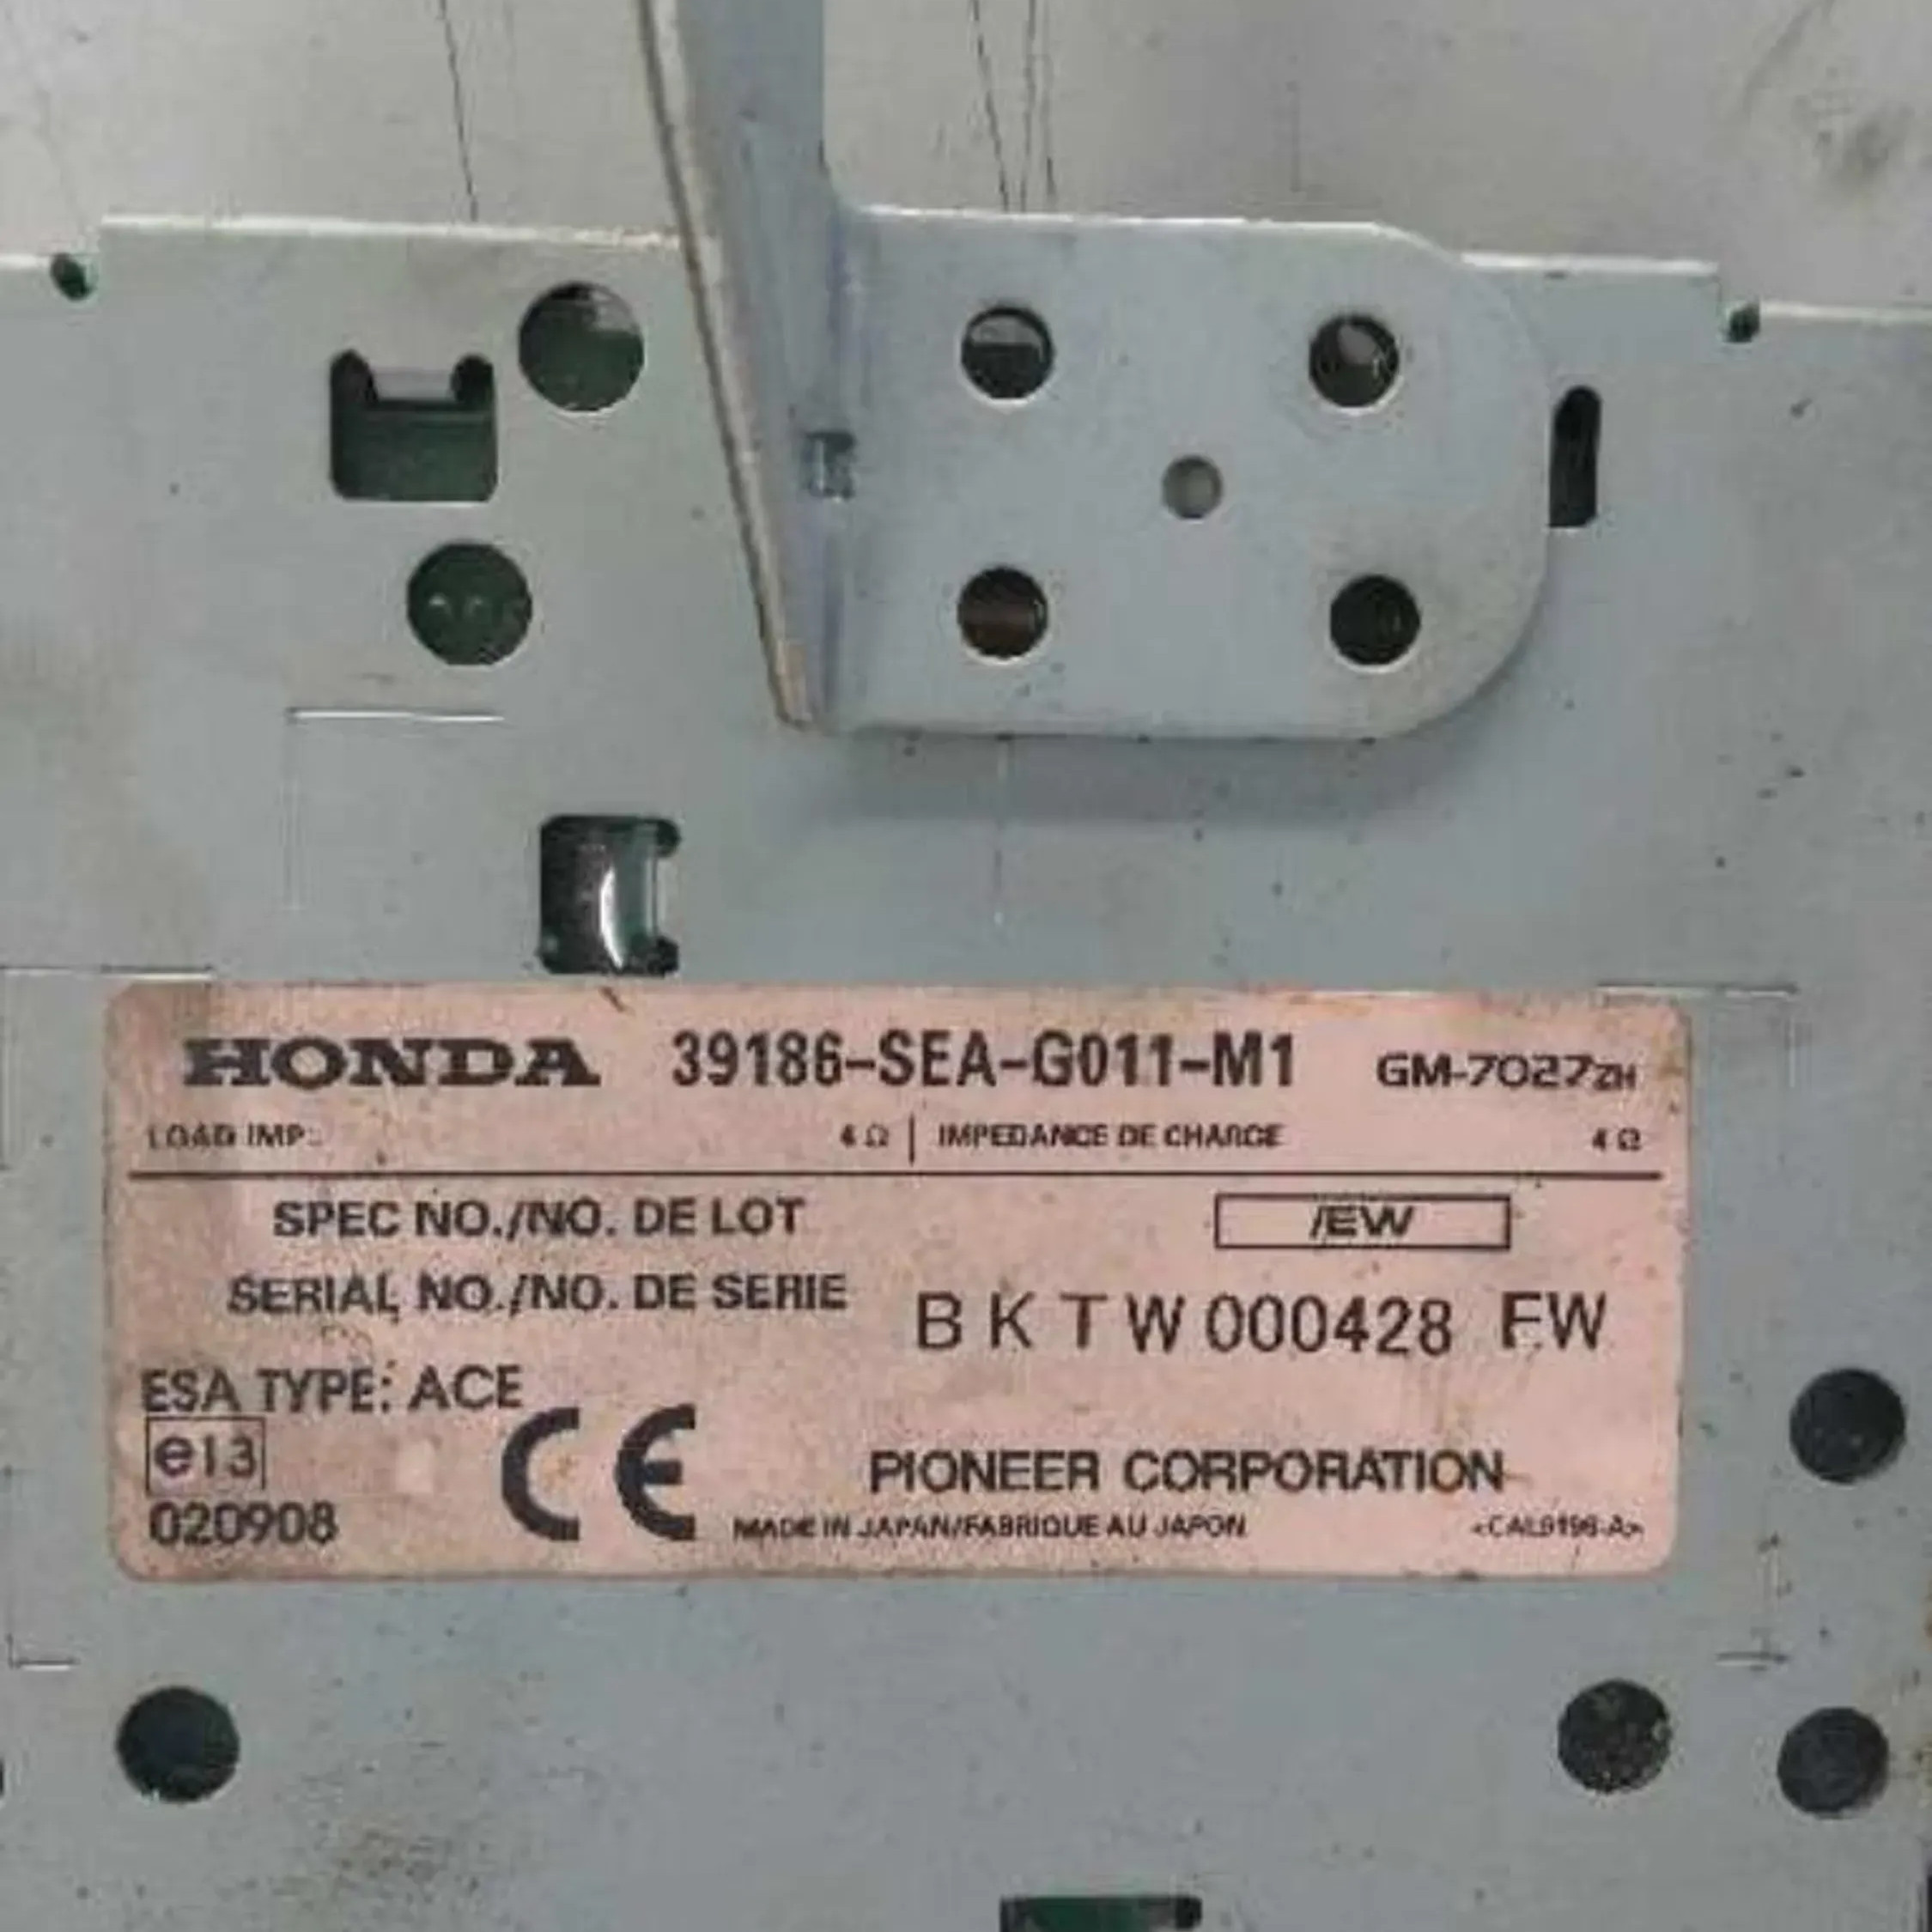 HONDA 39186-SEA-G011-M1 GM-7027ZH
LOAD IMP: 4 Ω | IMPEDANCE DE CHARGE 4 Ω
SPEC NO./NO. DE LOT /EW
SERIAL NO./NO. DE SERIE BKTW000428 EW
ESA TYPE: ACE
e13
020908
CE
PIONEER CORPORATION
MADE IN JAPAN/FABRIQUE AU JAPON <CAL9196-A>